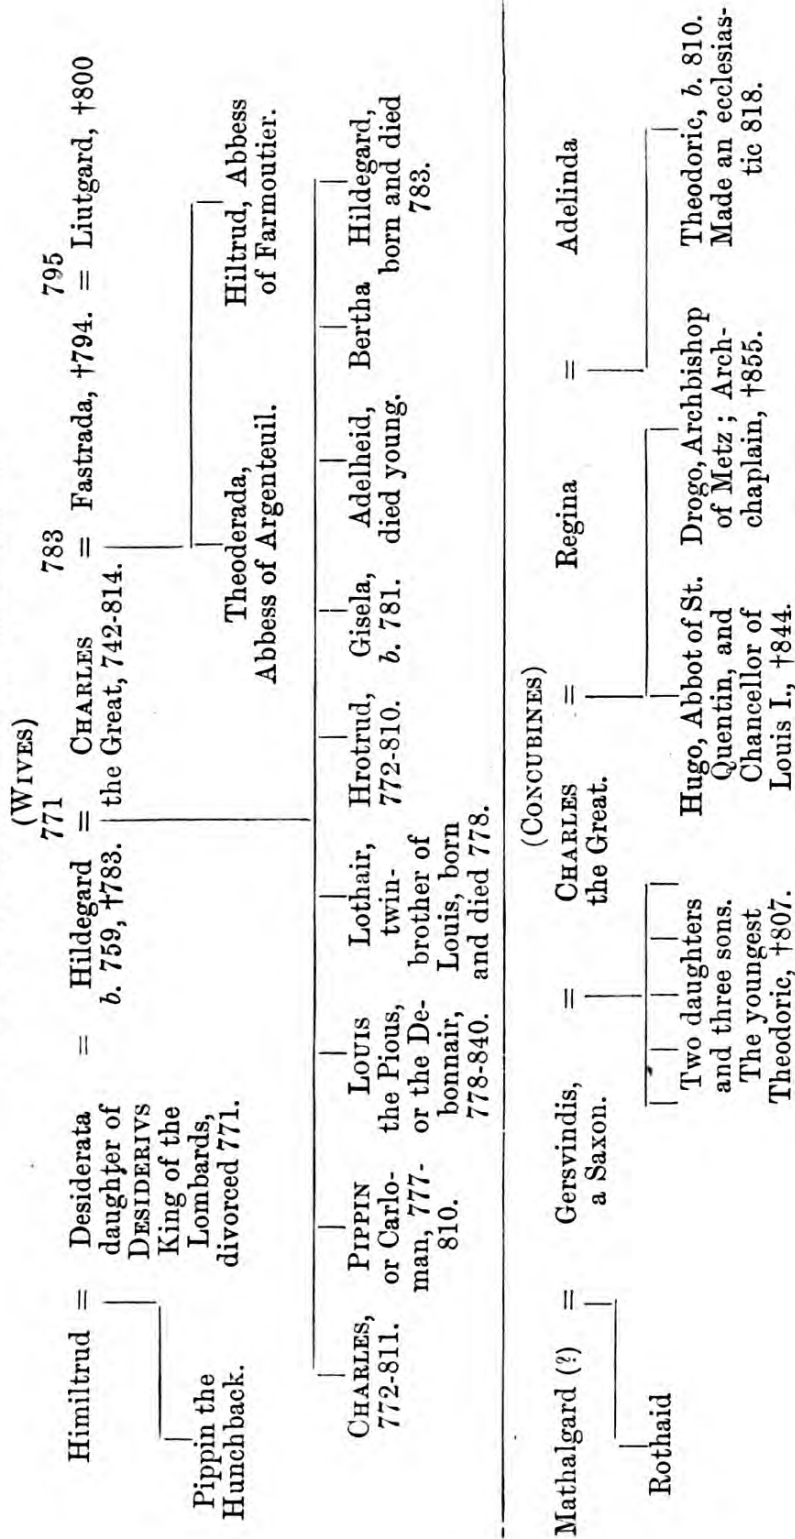 (WIVES)
771 783 795
Himiltrud = Desiderata = Hildegard = CHARLES = Fastrada, †794. = Liutgard, †800
daughter of b. 759, †783. the Great, 742-814.
DESIDERIVS
King of the
Lombards,
divorced 771.
Pippin the
Hunchback.
Theoderada,
Abbess of Argenteuil.
Hiltrud, Abbess
of Farmoutier.
CHARLES,
772-811.
PIPPIN
or Carlo-
man, 777-
810.
LOUIS
the Pious,
or the De-
bonnair,
778-840.
Lothair,
twin-
brother of
Louis, born
and died 778.
Hrotrud,
772-810.
Gisela,
b. 781.
Adelheid,
died young.
Bertha
Hildegard,
born and died
783.
(CONCUBINES)
Mathalgard (?) = Gersvindis, = CHARLES = Regina = Adelinda
a Saxon. the Great.
Rothaid
Two daughters
and three sons.
The youngest
Theodoric, †807.
Hugo, Abbot of St.
Quentin, and
Chancellor of
Louis I., †844.
Drogo, Archbishop
of Metz ; Arch-
chaplain, †855.
Theodoric, b. 810.
Made an ecclesias-
tic 818.